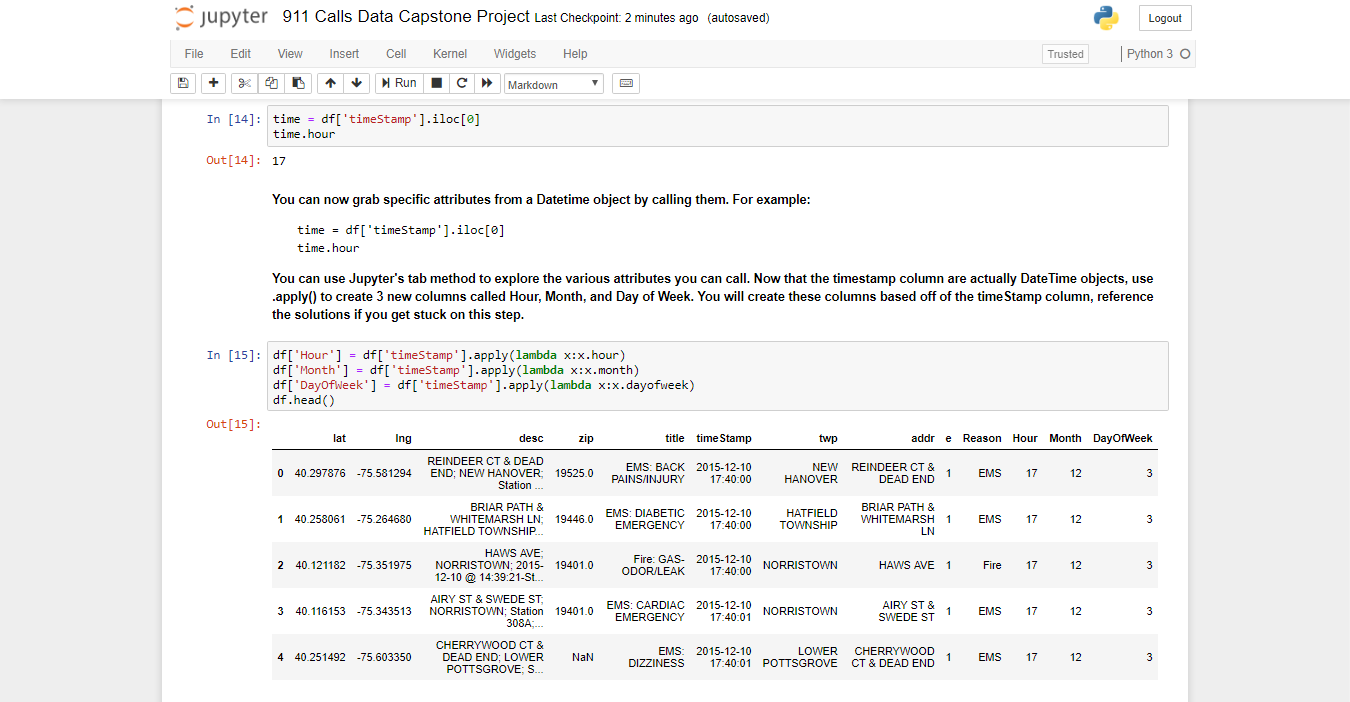 jupyter 911 Calls Data Capstone Project Last Checkpoint: 2 minutes ago (autosaved) Logout
File Edit View Insert Cell Kernel Widgets Help Trusted Python 3
Run Markdown
In [14]: time = df['timeStamp'].iloc[0]
time.hour
Out[14]: 17
You can now grab specific attributes from a Datetime object by calling them. For example:
time = df['timeStamp'].iloc[0]
time.hour
You can use Jupyter's tab method to explore the various attributes you can call. Now that the timestamp column are actually DateTime objects, use
.apply() to create 3 new columns called Hour, Month, and Day of Week. You will create these columns based off of the timeStamp column, reference
the solutions if you get stuck on this step.
In [15]: df['Hour'] = df['timeStamp'].apply(lambda x:x.hour)
df['Month'] = df['timeStamp'].apply(lambda x:x.month)
df['DayOfWeek'] = df['timeStamp'].apply(lambda x:x.dayofweek)
df.head()
Out[15]:
lat lng desc zip title timeStamp twp addr e Reason Hour Month DayOfWeek
REINDEER CT & DEAD
0 40.297876 -75.581294 END; NEW HANOVER; 19525.0 EMS: BACK 2015-12-10 NEW REINDEER CT & 1 EMS 17 12 3
Station ... PAINS/INJURY 17:40:00 HANOVER DEAD END
BRIAR PATH & BRIAR PATH &
1 40.258061 -75.264680 WHITEMARSH LN; 19446.0 EMS: DIABETIC 2015-12-10 HATFIELD WHITEMARSH 1 EMS 17 12 3
HATFIELD TOWNSHIP... EMERGENCY 17:40:00 TOWNSHIP LN
HAWS AVE;
2 40.121182 -75.351975 NORRISTOWN; 2015- 19401.0 Fire: GAS- 2015-12-10 NORRISTOWN HAWS AVE 1 Fire 17 12 3
12-10 @ 14:39:21-St... ODOR/LEAK 17:40:00
AIRY ST & SWEDE ST;
3 40.116153 -75.343513 NORRISTOWN; Station 19401.0 EMS: CARDIAC 2015-12-10 NORRISTOWN AIRY ST & 1 EMS 17 12 3
308A;... EMERGENCY 17:40:01 SWEDE ST
CHERRYWOOD CT &
4 40.251492 -75.603350 DEAD END; LOWER NaN EMS: 2015-12-10 LOWER CHERRYWOOD 1 EMS 17 12 3
POTTSGROVE; S... DIZZINESS 17:40:01 POTTSGROVE CT & DEAD END